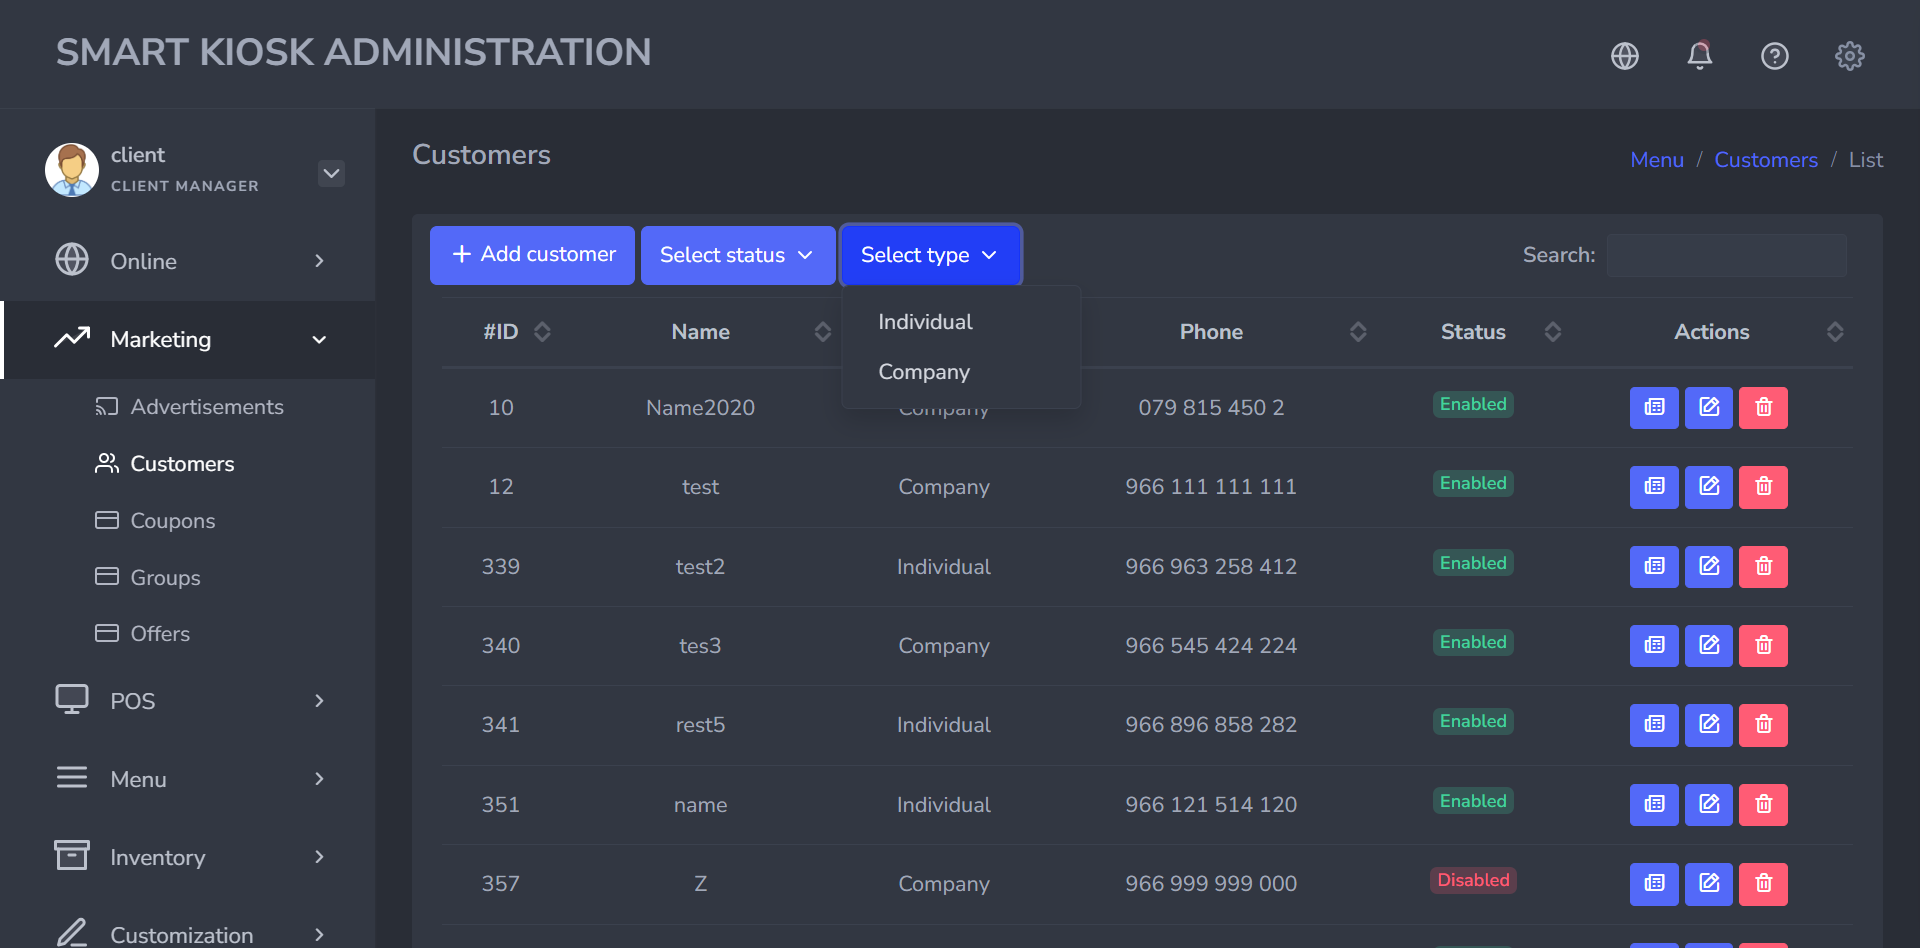 SMART KIOSK ADMINISTRATION
client
CLIENT MANAGER
Online
Marketing
Advertisements
Customers
Coupons
Groups
Offers
POS
Menu
Inventory
Customization
Customers
Menu / Customers / List
Add customer
Select status
Select type
Search:
Individual
Company
#ID Name Phone Status Actions
10 Name2020 Company 079 815 450 2 Enabled
12 test Company 966 111 111 111 Enabled
339 test2 Individual 966 963 258 412 Enabled
340 tes3 Company 966 545 424 224 Enabled
341 rest5 Individual 966 896 858 282 Enabled
351 name Individual 966 121 514 120 Enabled
357 Z Company 966 999 999 000 Disabled